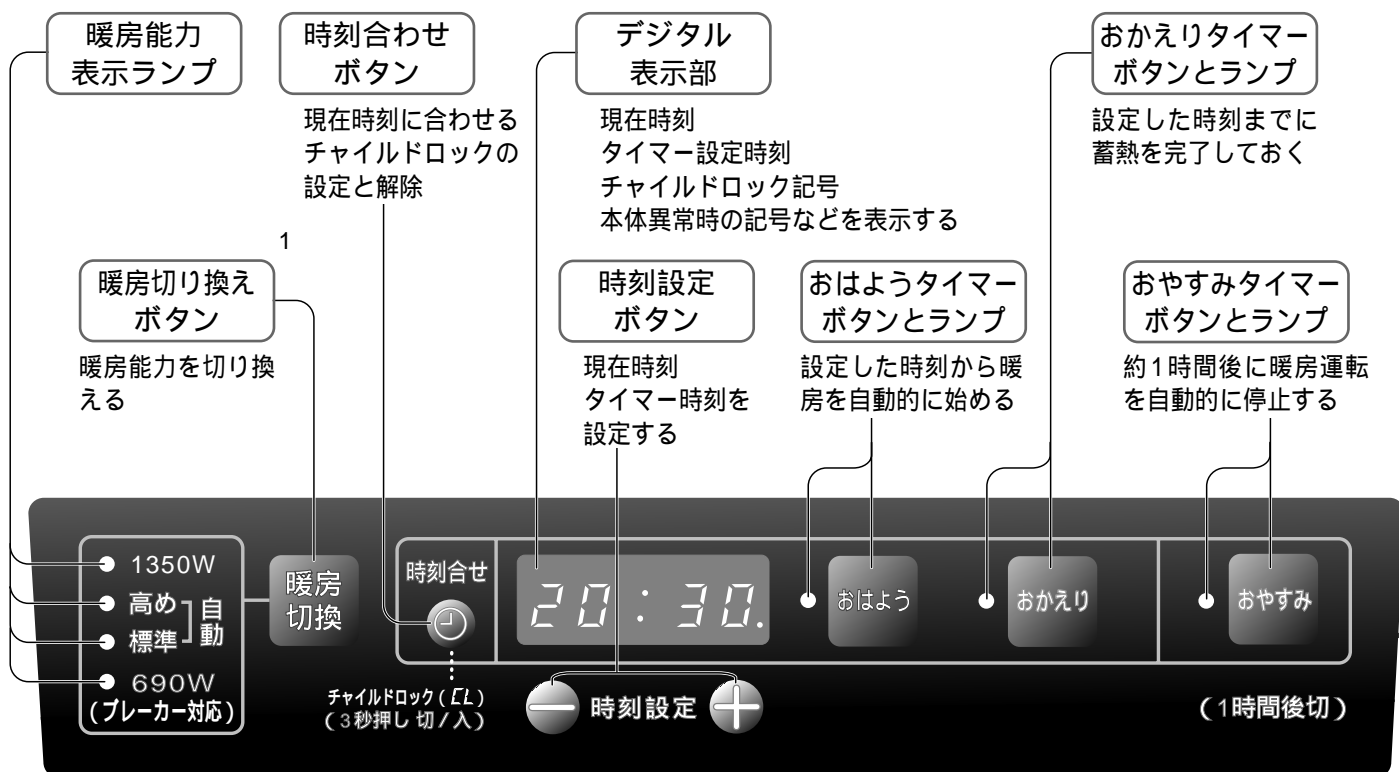 暖房能力
表示ランプ
時刻合わせ
ボタン
現在時刻に合わせる
チャイルドロックの
設定と解除
デジタル
表示部
現在時刻
タイマー設定時刻
チャイルドロック記号
本体異常時の記号などを表示する
おかえりタイマー
ボタンとランプ
設定した時刻までに
蓄熱を完了しておく
1
暖房切り換え
ボタン
暖房能力を切り換
える
時刻設定
ボタン
現在時刻
タイマー時刻を
設定する
おはようタイマー
ボタンとランプ
設定した時刻から暖
房を自動的に始める
おやすみタイマー
ボタンとランプ
約1時間後に暖房運転
を自動的に停止する
1350W
高め
標準
自動
690W
(ブレーカー対応)
暖房
切換
時刻合せ
チャイルドロック(CL)
(3秒押し 切/入)
20:30.
時刻設定
おはよう
おかえり
おやすみ
(1時間後切)